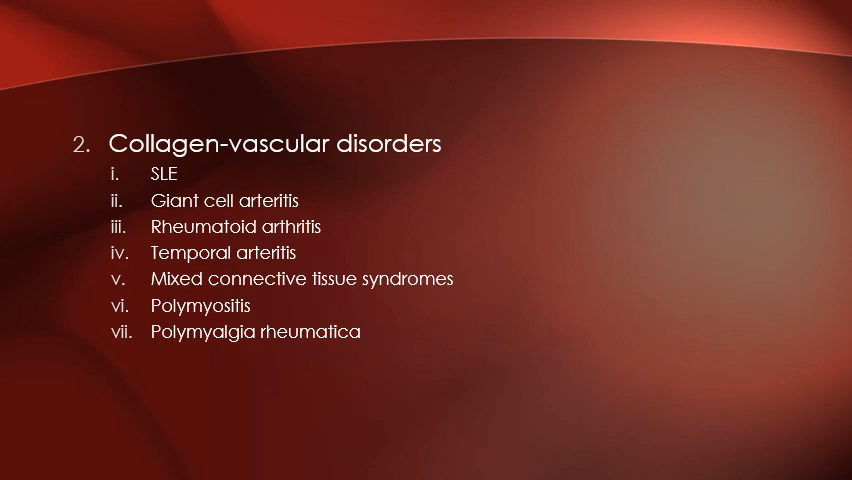 2. Collagen-vascular disorders
i. SLE
ii. Giant cell arteritis
iii. Rheumatoid arthritis
iv. Temporal arteritis
v. Mixed connective tissue syndromes
vi. Polymyositis
vii. Polymyalgia rheumatica